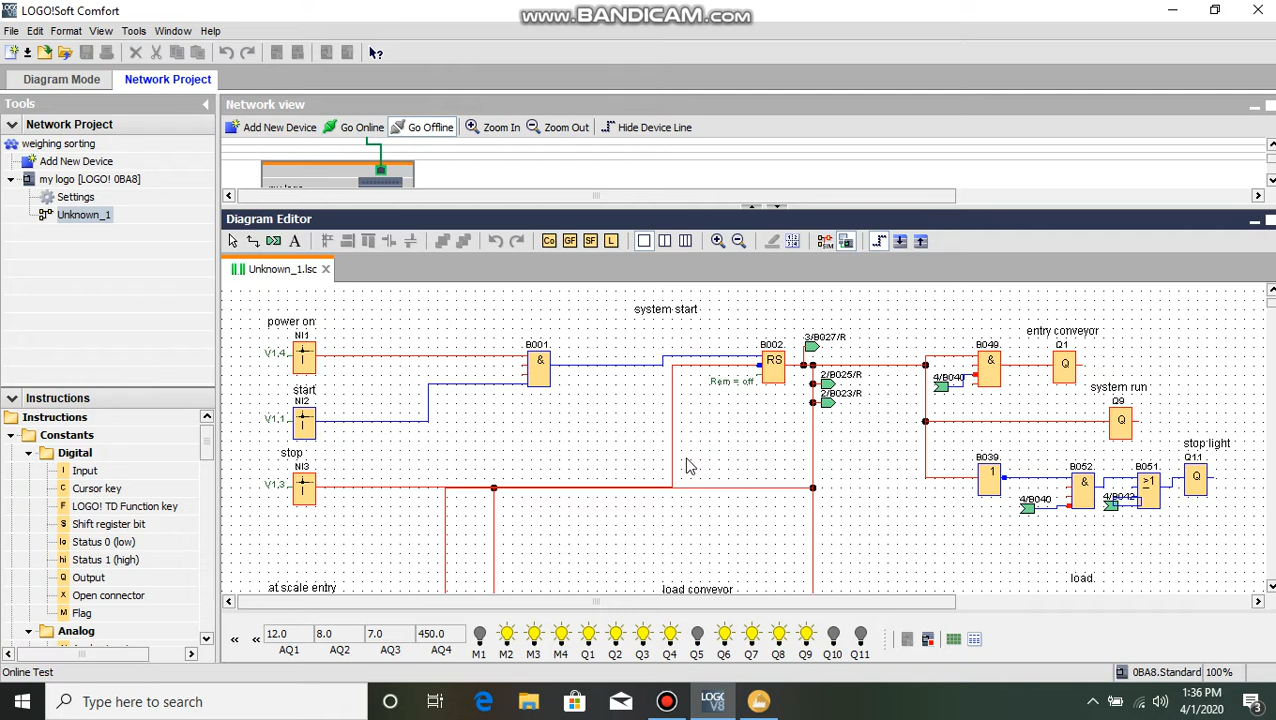 LOGO!Soft Comfort
www.BANDICAM.com
File Edit Format View Tools Window Help
Diagram Mode
Network Project
Tools
Network view
Network Project
Add New Device
Go Online
Go Offline
Zoom In
Zoom Out
Hide Device Line
weighing sorting
Add New Device
my logo [LOGO! 0BA8]
Settings
Unknown_1
Diagram Editor
Co GF SF L
Unknown_1.lsc
system start
power on
NI1
V1.4
B001
&
B002
RS
Rem = off
3/B027/R
2/B025/R
2/B023/R
entry conveyor
B049
&
Q1
Q
4/B040
system run
Q9
Q
start
NI2
V1.1
stop
NI3
V1.3
stop light
B039
1
B052
&
B051
≥1
Q11
Q
4/B040
4/B042
at scale entry
load conveyor
load
Instructions
Instructions
Constants
Digital
I Input
C Cursor key
F LOGO! TD Function key
S Shift register bit
lo Status 0 (low)
hi Status 1 (high)
Q Output
X Open connector
M Flag
Analog
12.0 8.0 7.0 450.0
AQ1 AQ2 AQ3 AQ4
M1 M2 M3 M4 Q1 Q2 Q3 Q4 Q5 Q6 Q7 Q8 Q9 Q10 Q11
Online Test
0BA8.Standard 100%
Type here to search
LOGO
V8
1:36 PM
4/1/2020
3